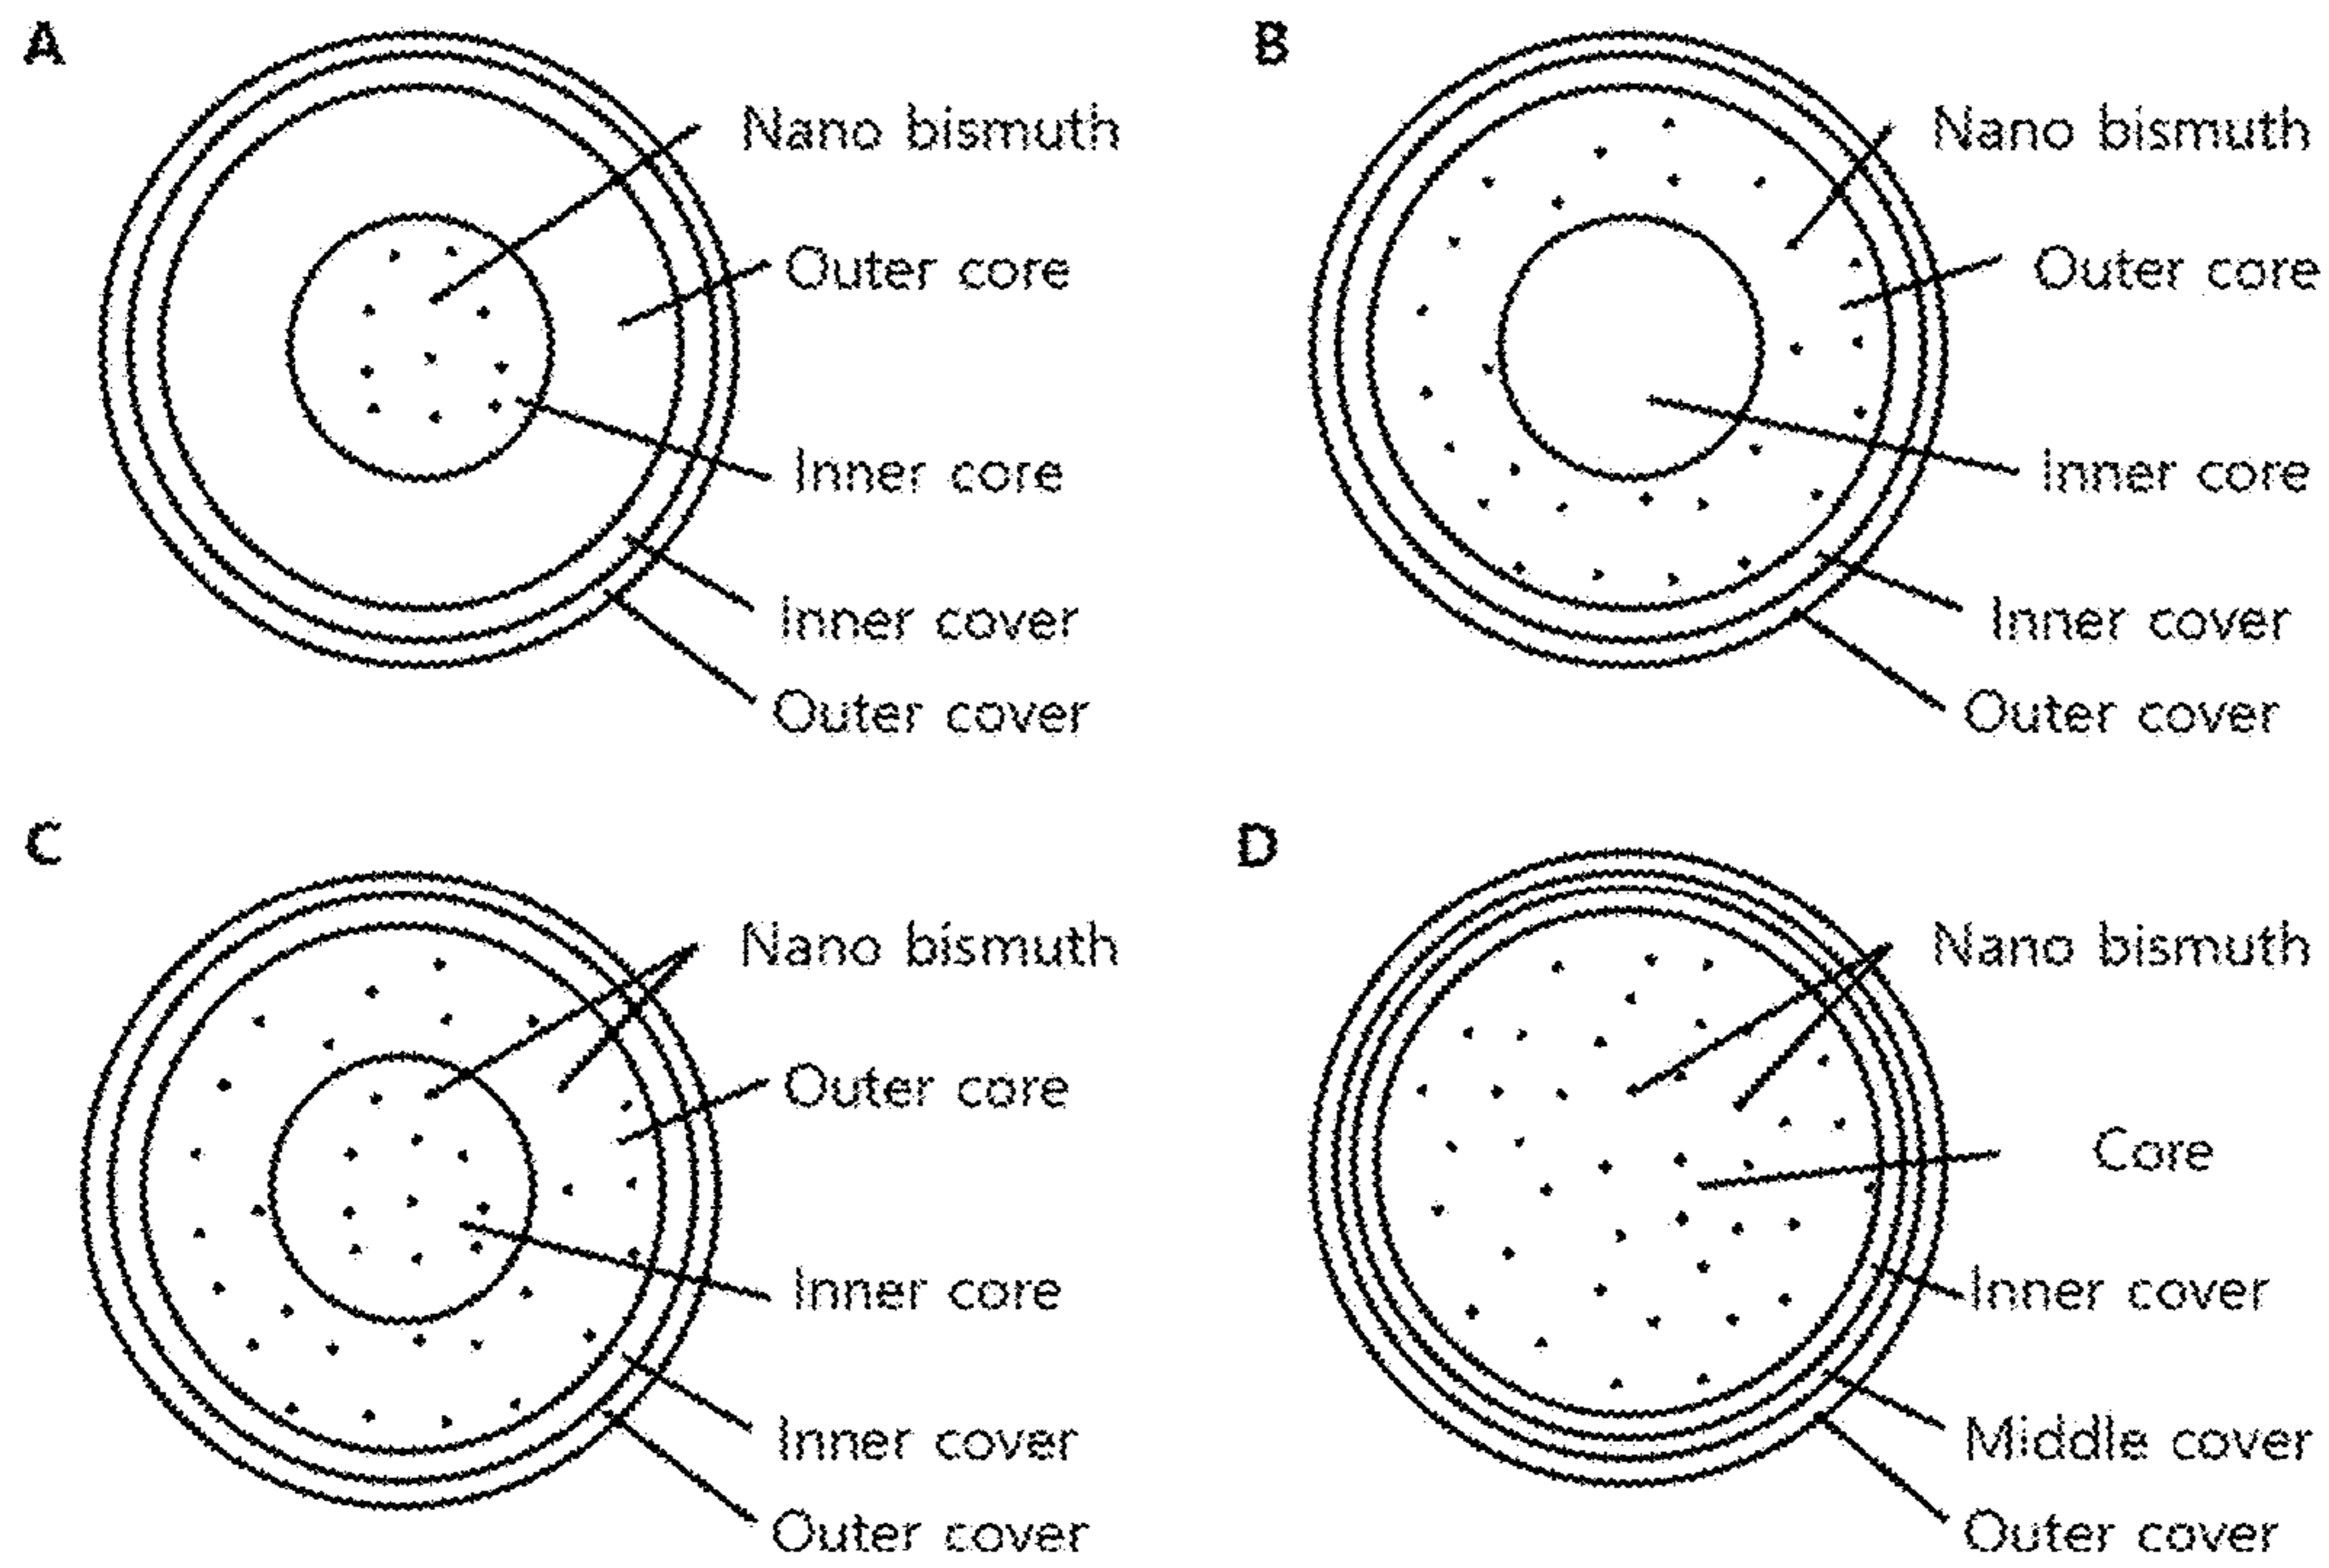 A
Nano bismuth
Outer core
Inner core
Inner cover
Outer cover
B
Nano bismuth
Outer core
Inner core
Inner cover
Outer cover
C
Nano bismuth
Outer core
Inner core
Inner cover
Outer cover
D
Nano bismuth
Core
Inner cover
Middle cover
Outer cover